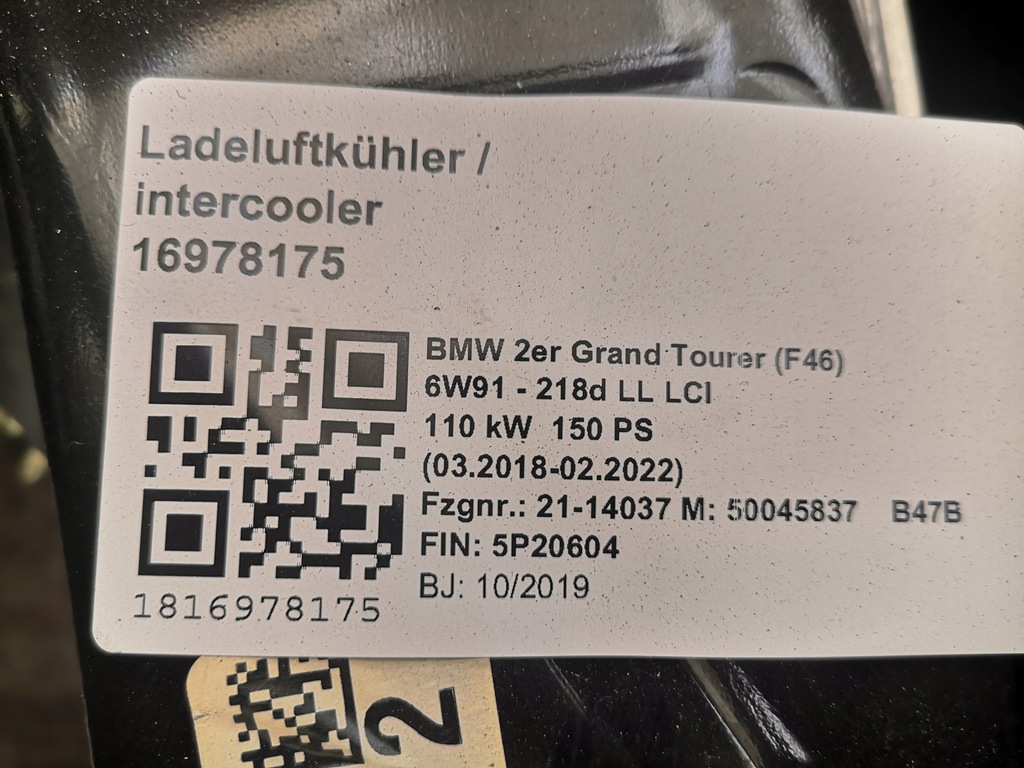 Ladeluftkühler /
intercooler
16978175
BMW 2er Grand Tourer (F46)
6W91 - 218d LL LCI
110 kW 150 PS
(03.2018-02.2022)
Fzgnr.: 21-14037 M: 50045837 B47B
FIN: 5P20604
BJ: 10/2019
1816978175
2